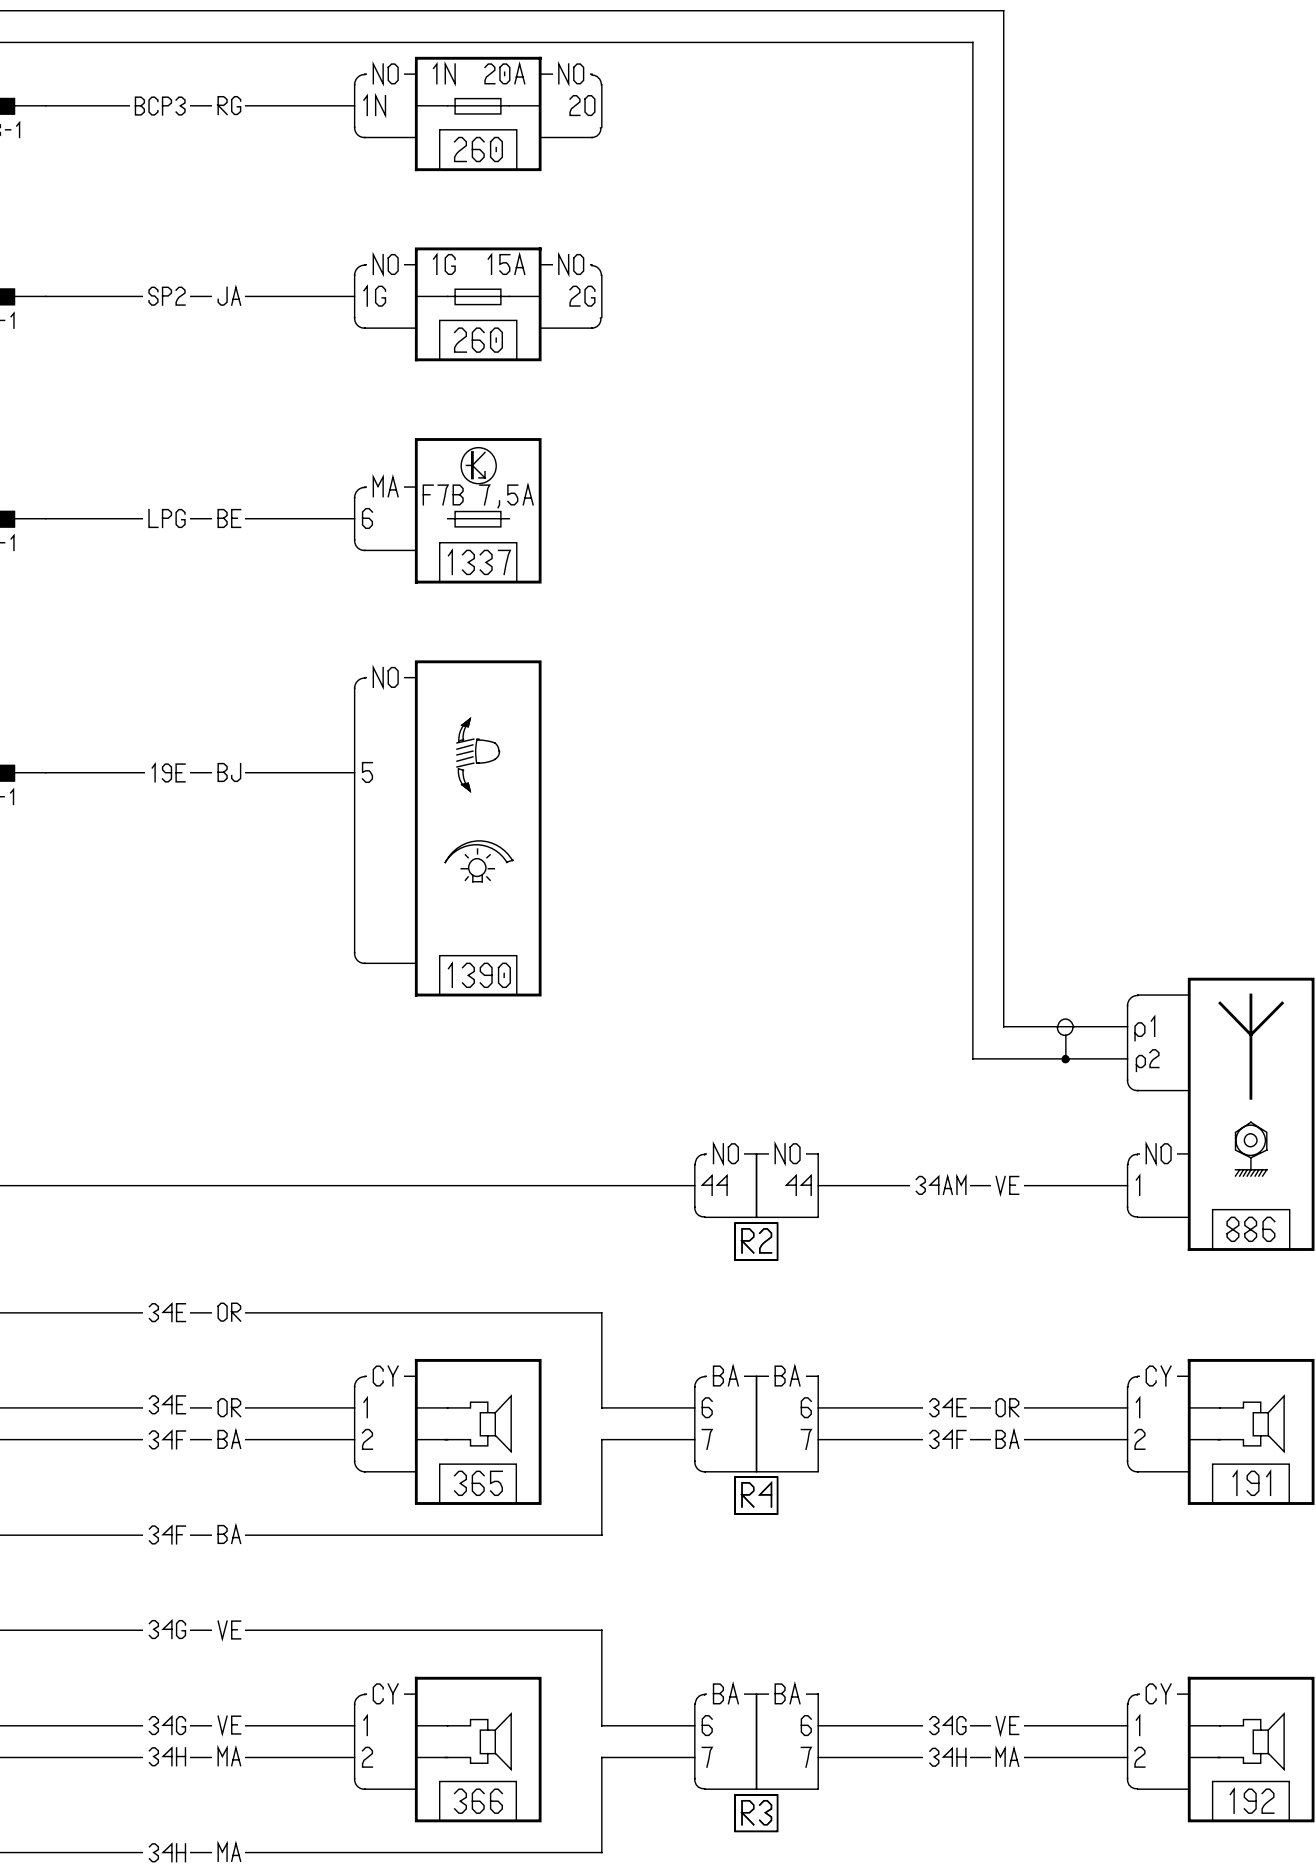 NO 1N 20A NO
BCP3 RG 1N 20
-1
260
NO 1G 15A NO
SP2 JA 1G 2G
-1
260
MA
F7B 7,5A
LPG BE 6
-1
1337
NO
19E BJ 5
-1
1390
p1
p2
NO NO NO
44 44 34AM VE 1
R2
886
34E OR
CY BA BA CY
34E OR 1 6 6 34E OR 1
34F BA 2 7 7 34F BA 2
365 R4 191
34F BA
34G VE
CY BA BA CY
34G VE 1 6 6 34G VE 1
34H MA 2 7 7 34H MA 2
366 R3 192
34H MA